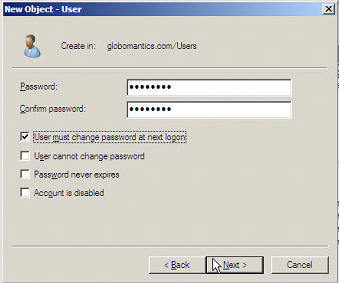 New Object - User
Create in: globomantics.com/Users
Password: ••••••••
Confirm password: ••••••••
User must change password at next logon
User cannot change password
Password never expires
Account is disabled
< Back Next > Cancel